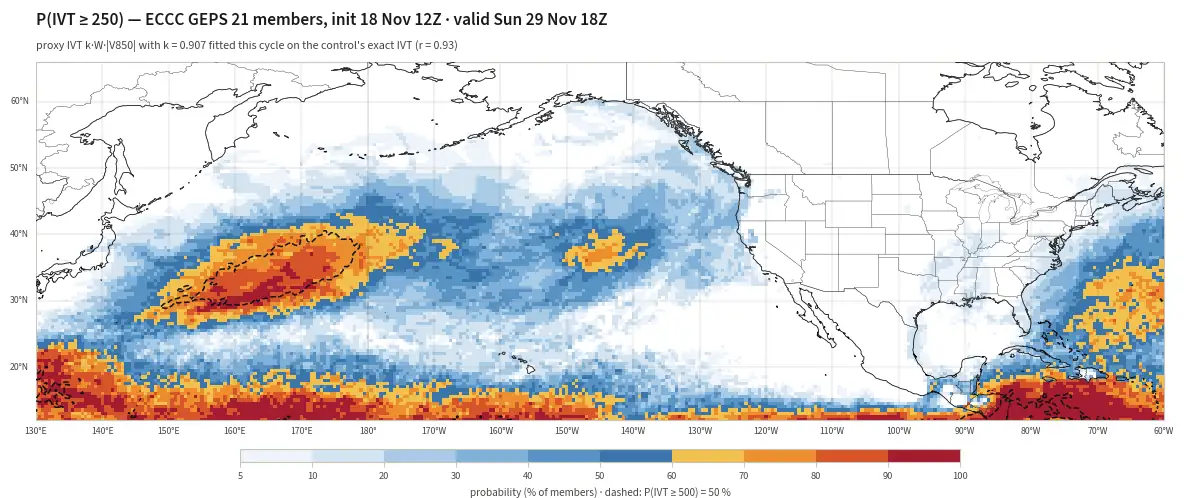 P(IVT ≥ 250) — ECCC GEPS 21 members, init 18 Nov 12Z · valid Sun 29 Nov 18Z
proxy IVT k·W·|V850| with k = 0.907 fitted this cycle on the control's exact IVT (r = 0.93)
60°N
50°N
40°N
30°N
20°N
130°E 140°E 150°E 160°E 170°E 180° 170°W 160°W 150°W 140°W 130°W 120°W 110°W 100°W 90°W 80°W 70°W 60°W
5 10 20 30 40 50 60 70 80 90 100
probability (% of members) · dashed: P(IVT ≥ 500) = 50 %